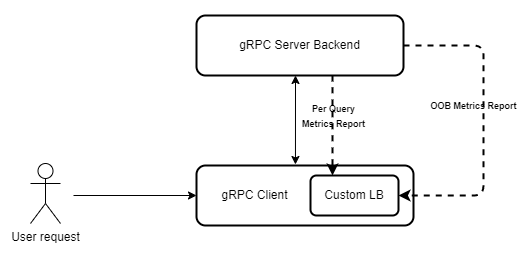 gRPC Server Backend
Per Query
Metrics Report
OOB Metrics Report
gRPC Client
Custom LB
User request